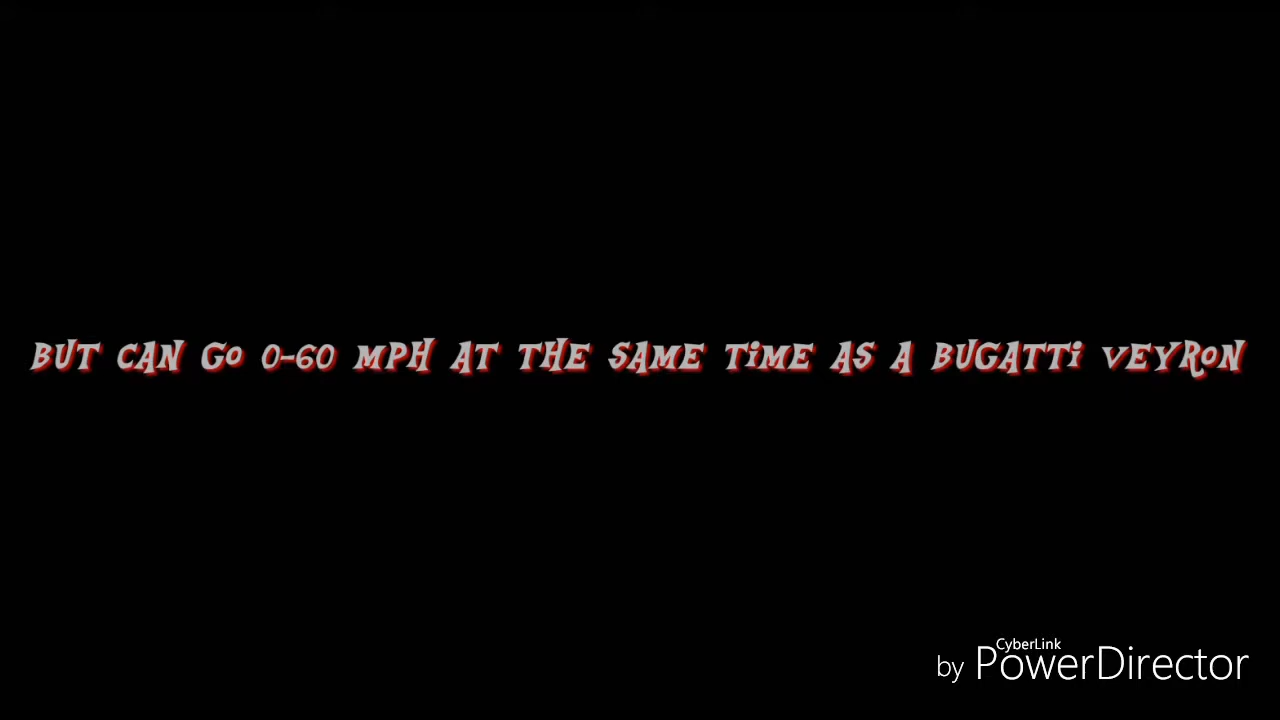 BUT CAN Go 0-60 MPH AT THE SAME TiME AS A BUGATTi VEYRoN
CyberLink
by PowerDirector